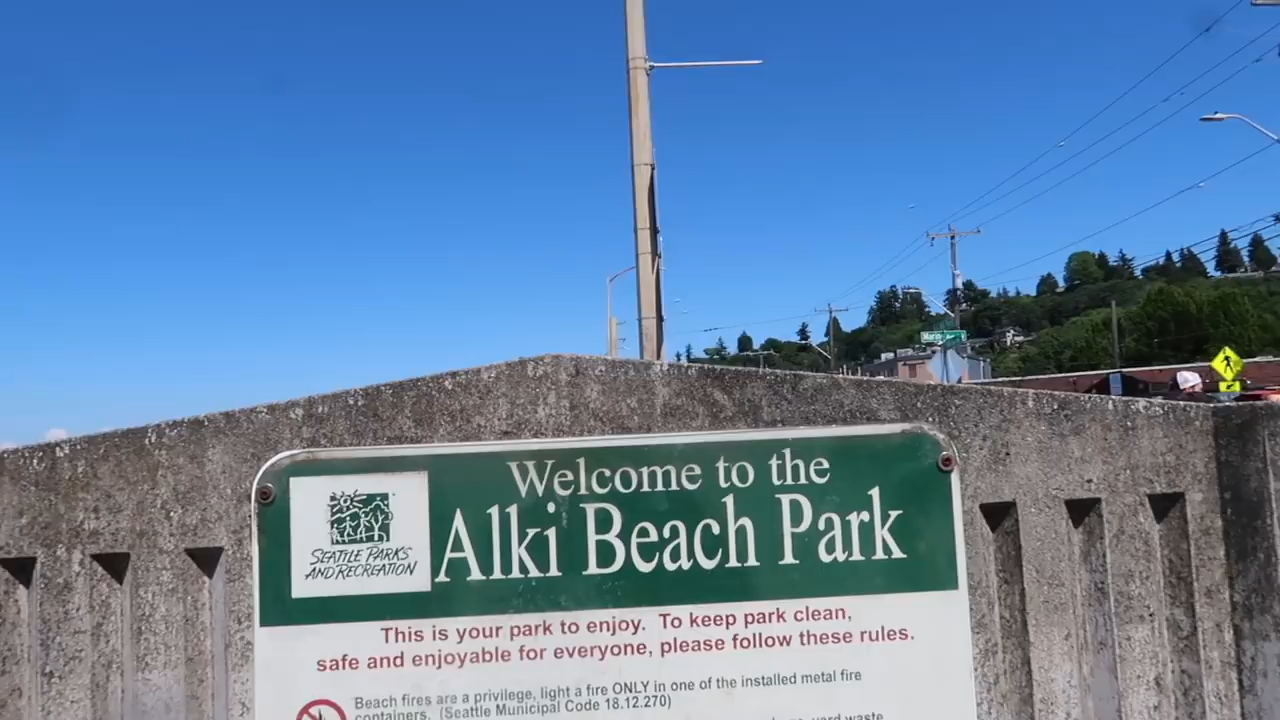 Welcome to the
Alki Beach Park
SEATTLE PARKS
AND RECREATION
This is your park to enjoy. To keep park clean,
safe and enjoyable for everyone, please follow these rules.
Beach fires are a privilege, light a fire ONLY in one of the installed metal fire
containers. (Seattle Municipal Code 18.12.270)
yard waste